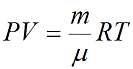 PV = m/μ RT